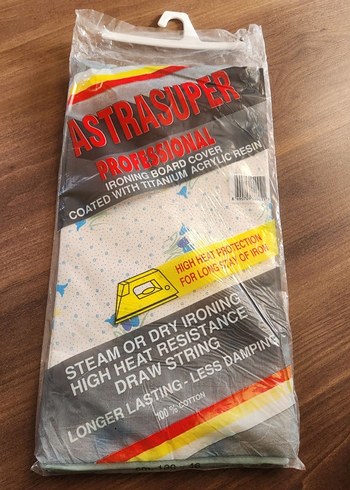 ASTRASUPER
PROFESSIONAL
IRONING BOARD COVER
COATED WITH TITANIUM ACRYLIC RESIN
HIGH HEAT PROTECTION
FOR LONG STAY OF IRON
STEAM OR DRY IRONING
HIGH HEAT RESISTANCE
DRAW STRING
LONGER LASTING - LESS DAMPING
100 % COTTON